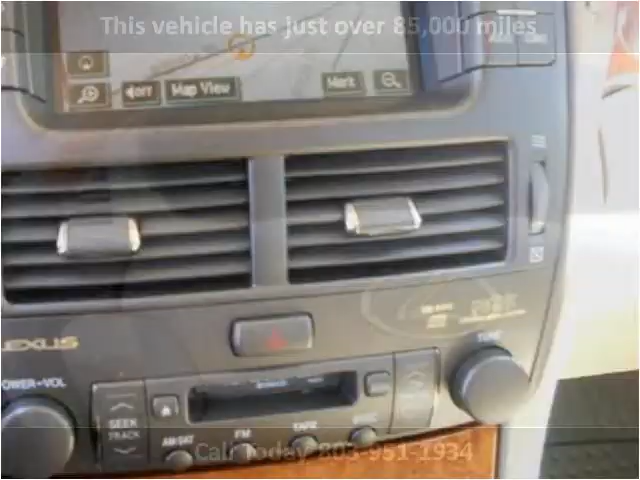 This vehicle has just over 85,000 miles
Map View
Mark
LEXUS
POWER•VOL
TUNE
SEEK
TRACK
AM·SAT
FM
TAPE
DISC
Call Today 803-951-1934